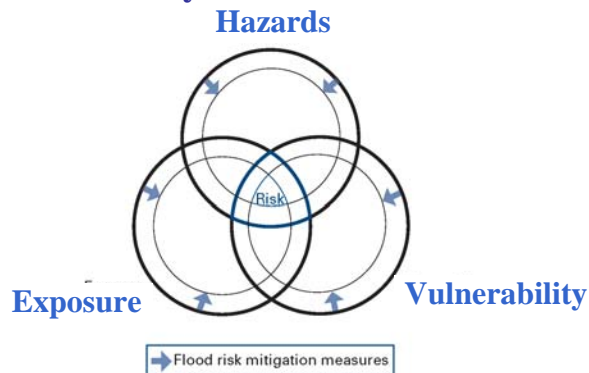 Hazards
Risk
Exposure
Vulnerability
Flood risk mitigation measures